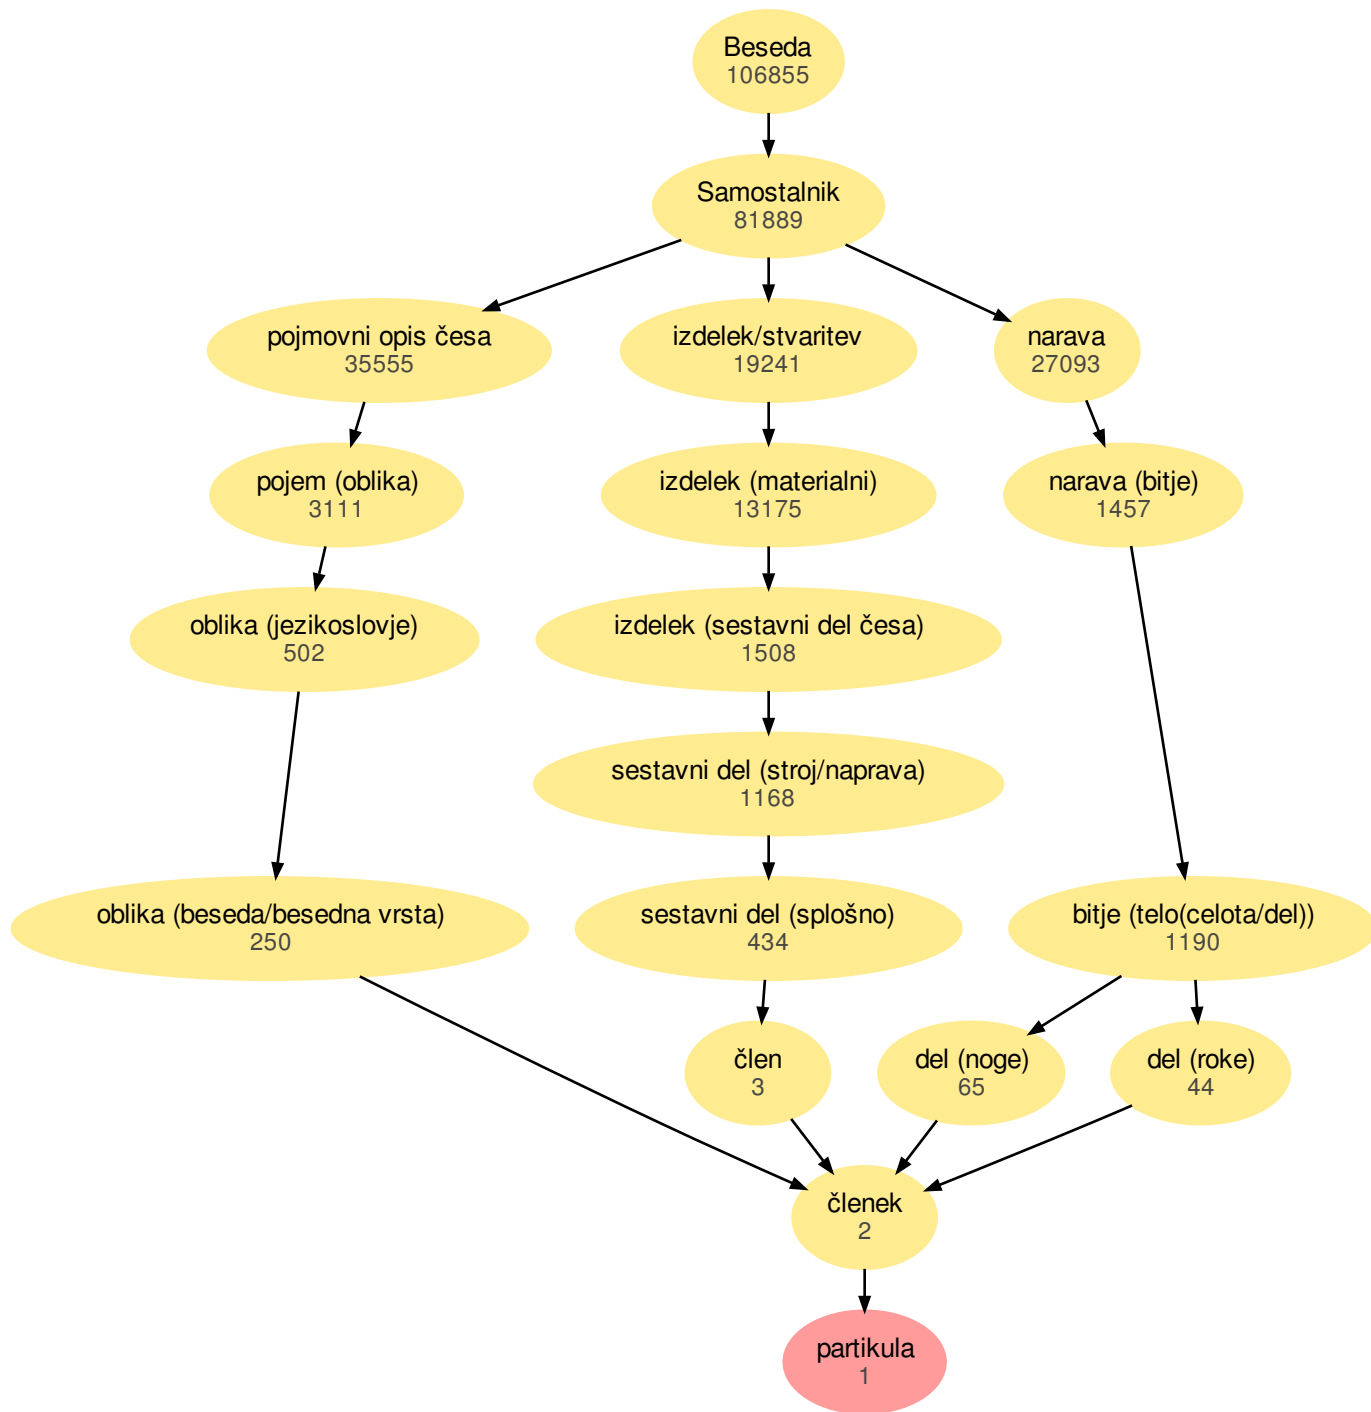 Beseda
106855
Samostalnik
81889
pojmovni opis česa
35555
izdelek/stvaritev
19241
narava
27093
pojem (oblika)
3111
izdelek (materialni)
13175
narava (bitje)
1457
oblika (jezikoslovje)
502
izdelek (sestavni del česa)
1508
sestavni del (stroj/naprava)
1168
oblika (beseda/besedna vrsta)
250
sestavni del (splošno)
434
bitje (telo(celota/del))
1190
člen
3
del (noge)
65
del (roke)
44
členek
2
partikula
1